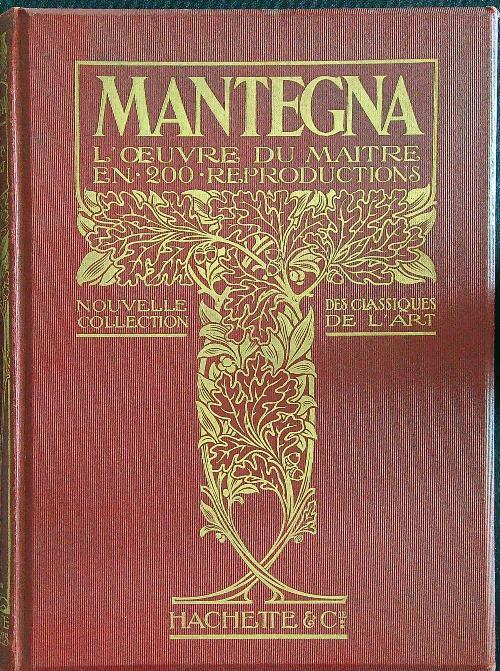 MANTEGNA
L'ŒUVRE DU MAITRE
EN·200·REPRODUCTIONS
NOUVELLE
COLLECTION
DES CLASSIQUES
DE L'ART
HACHETTE & Cie